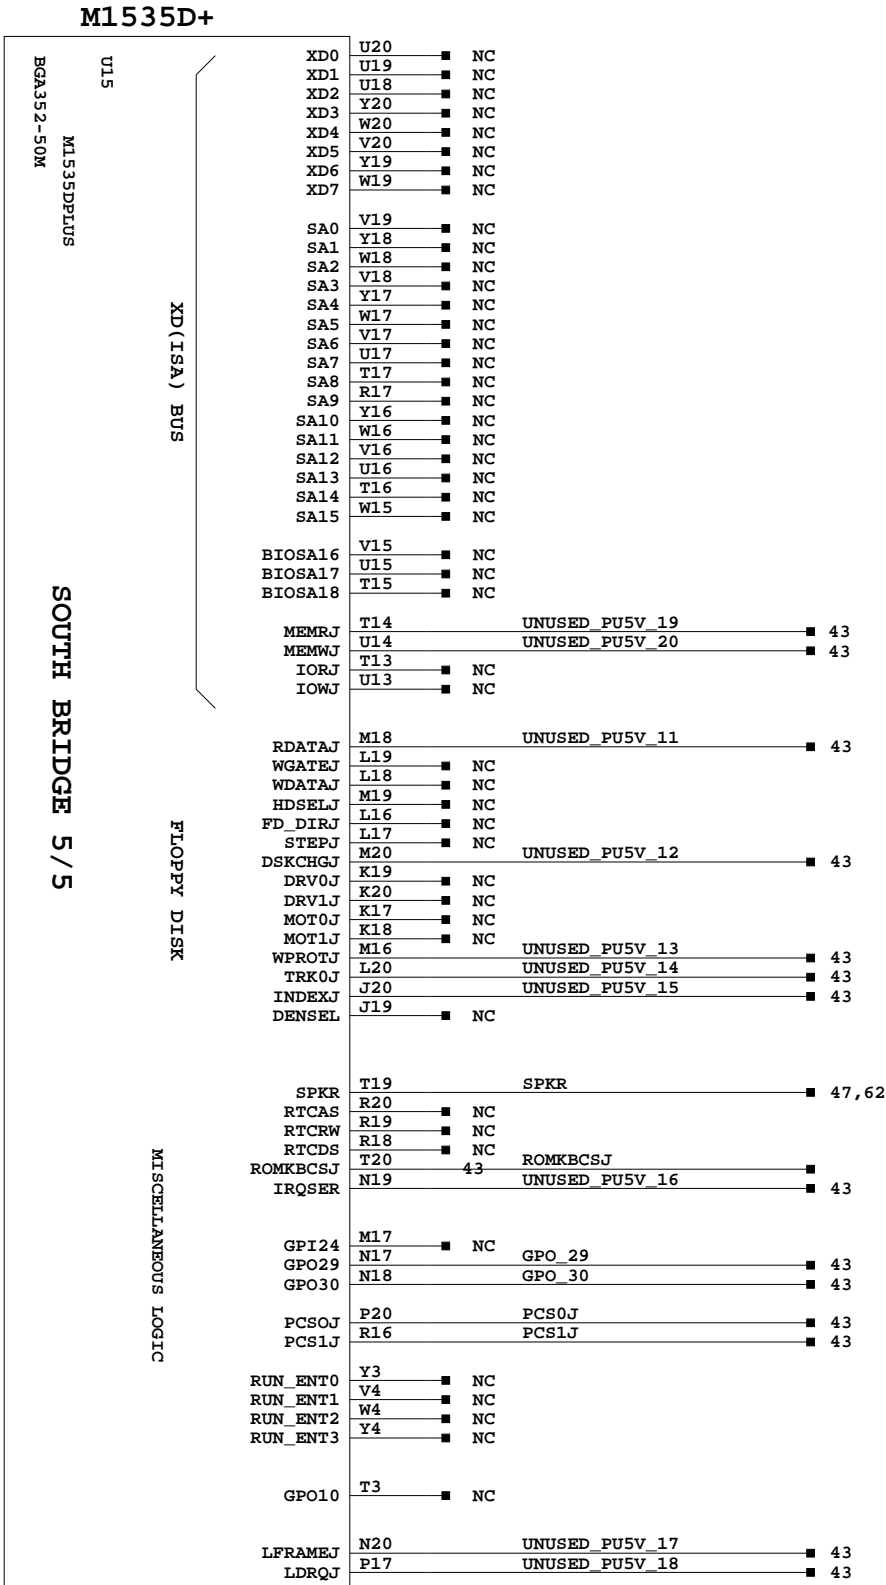 M1535D+
U15
M1535DPLUS
BGA352-50M
XD(ISA) BUS
SOUTH BRIDGE 5/5
FLOPPY DISK
MISCELLANEOUS LOGIC
XD0 U20 NC
XD1 U19 NC
XD2 U18 NC
XD3 Y20 NC
XD4 W20 NC
XD5 V20 NC
XD6 Y19 NC
XD7 W19 NC
SA0 V19 NC
SA1 Y18 NC
SA2 W18 NC
SA3 V18 NC
SA4 Y17 NC
SA5 W17 NC
SA6 V17 NC
SA7 U17 NC
SA8 T17 NC
SA9 R17 NC
SA10 Y16 NC
SA11 W16 NC
SA12 V16 NC
SA13 U16 NC
SA14 T16 NC
SA15 W15 NC
BIOSA16 V15 NC
BIOSA17 U15 NC
BIOSA18 T15 NC
MEMRJ T14 UNUSED_PU5V_19 43
MEMWJ U14 UNUSED_PU5V_20 43
IORJ T13 NC
IOWJ U13 NC
RDATAJ M18 UNUSED_PU5V_11 43
WGATEJ L19 NC
WDATAJ L18 NC
HDSELJ M19 NC
FD_DIRJ L16 NC
STEPJ L17 NC
DSKCHGJ M20 UNUSED_PU5V_12 43
DRV0J K19 NC
DRV1J K20 NC
MOT0J K17 NC
MOT1J K18 NC
WPROTJ M16 UNUSED_PU5V_13 43
TRK0J L20 UNUSED_PU5V_14 43
INDEXJ J20 UNUSED_PU5V_15 43
DENSEL J19 NC
SPKR T19 SPKR 47,62
RTCAS R20 NC
RTCRW R19 NC
RTCDS R18 NC
ROMKBCSJ T20 43 ROMKBCSJ
IRQSER N19 UNUSED_PU5V_16 43
GPI24 M17 NC
GPO29 N17 GPO_29 43
GPO30 N18 GPO_30 43
PCSOJ P20 PCS0J 43
PCS1J R16 PCS1J 43
RUN_ENT0 Y3 NC
RUN_ENT1 V4 NC
RUN_ENT2 W4 NC
RUN_ENT3 Y4 NC
GPO10 T3 NC
LFRAMEJ N20 UNUSED_PU5V_17 43
LDRQJ P17 UNUSED_PU5V_18 43